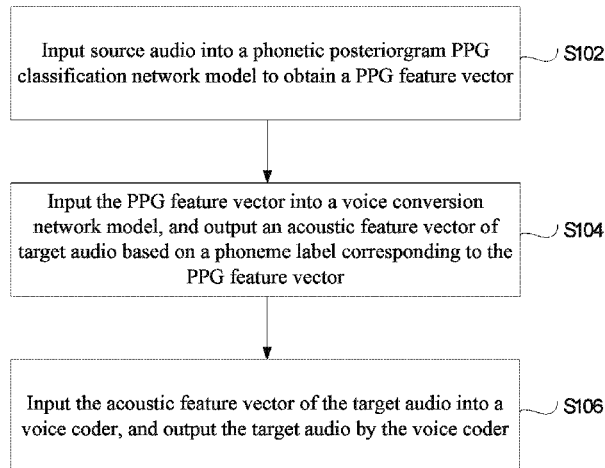 Input source audio into a phonetic posteriorgram PPG
classification network model to obtain a PPG feature vector
S102
Input the PPG feature vector into a voice conversion
network model, and output an acoustic feature vector of
target audio based on a phoneme label corresponding to the
PPG feature vector
S104
Input the acoustic feature vector of the target audio into a
voice coder, and output the target audio by the voice coder
S106